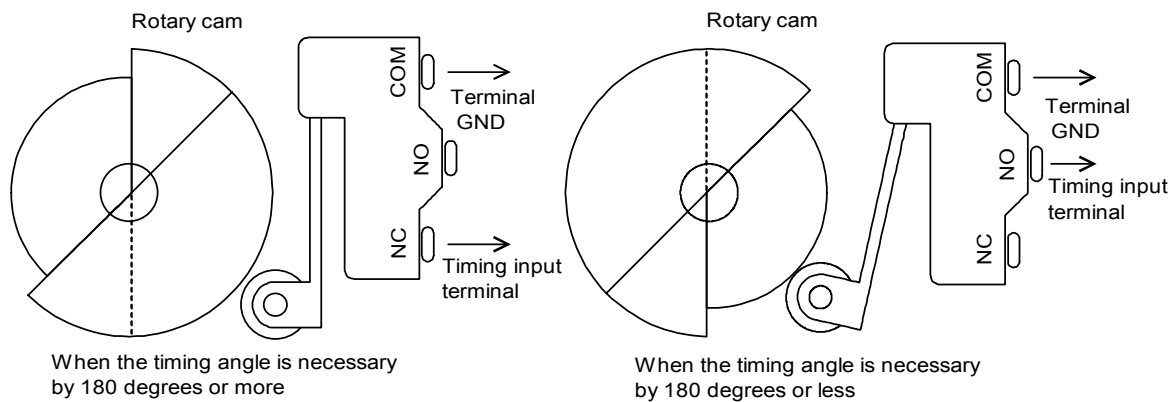 Rotary cam
COM
Terminal
GND
NO
NC
Timing input
terminal
When the timing angle is necessary
by 180 degrees or more
Rotary cam
COM
Terminal
GND
NO
Timing input
terminal
NC
When the timing angle is necessary
by 180 degrees or less